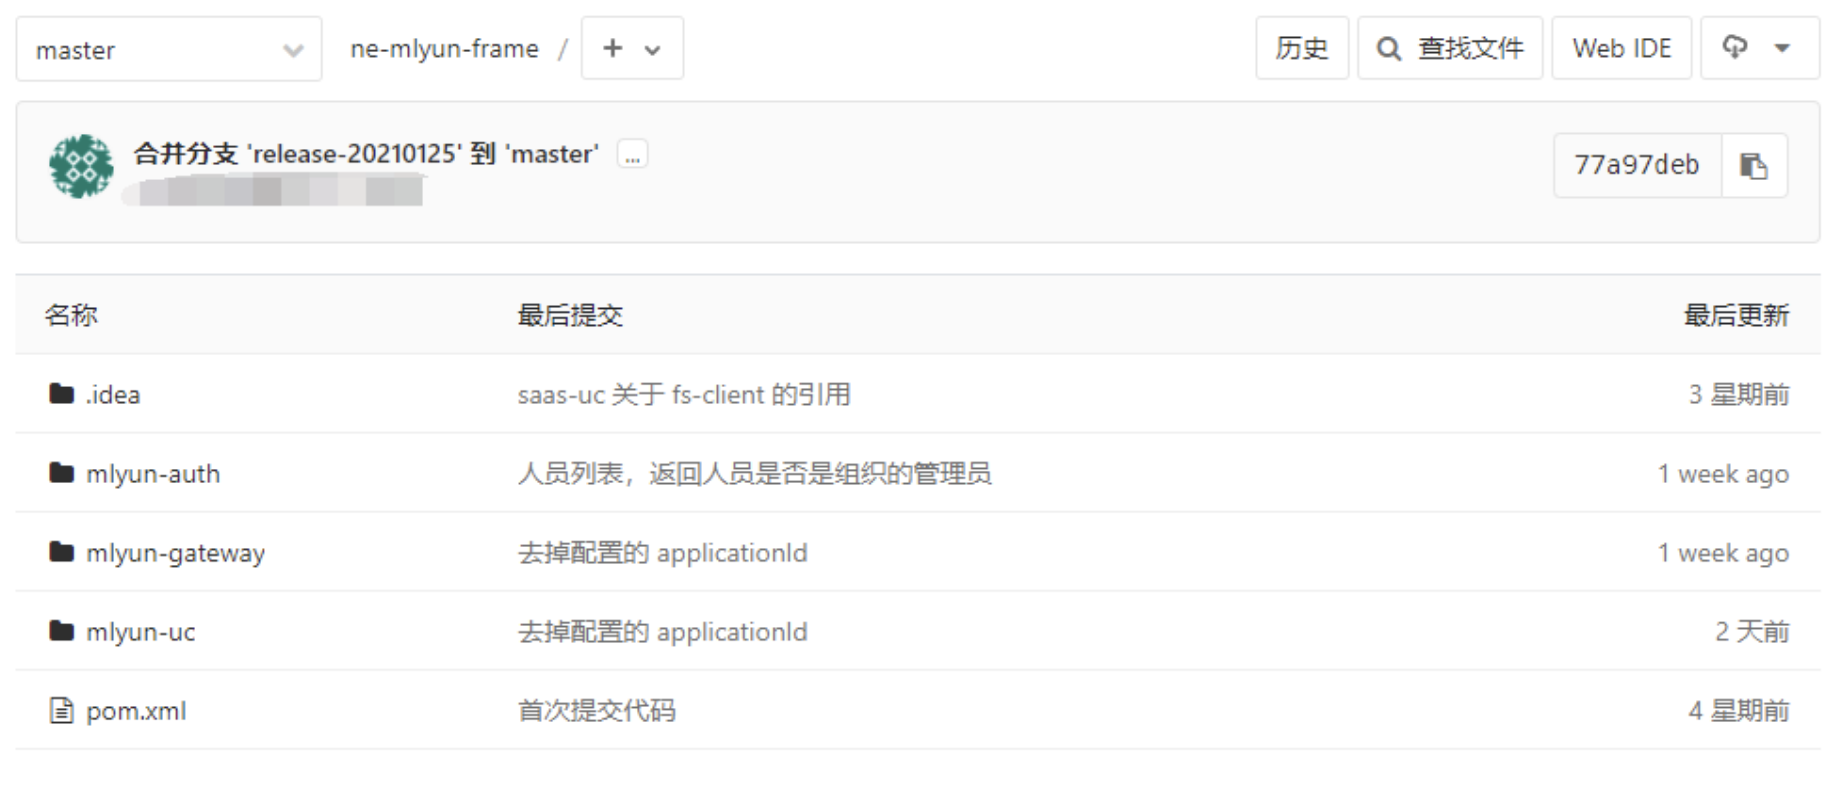 master ne-mlyun-frame / + 历史 查找文件 Web IDE
合并分支 'release-20210125' 到 'master' ...
77a97deb
名称 最后提交 最后更新
.idea saas-uc 关于 fs-client 的引用 3 星期前
mlyun-auth 人员列表，返回人员是否是组织的管理员 1 week ago
mlyun-gateway 去掉配置的 applicationId 1 week ago
mlyun-uc 去掉配置的 applicationId 2 天前
pom.xml 首次提交代码 4 星期前